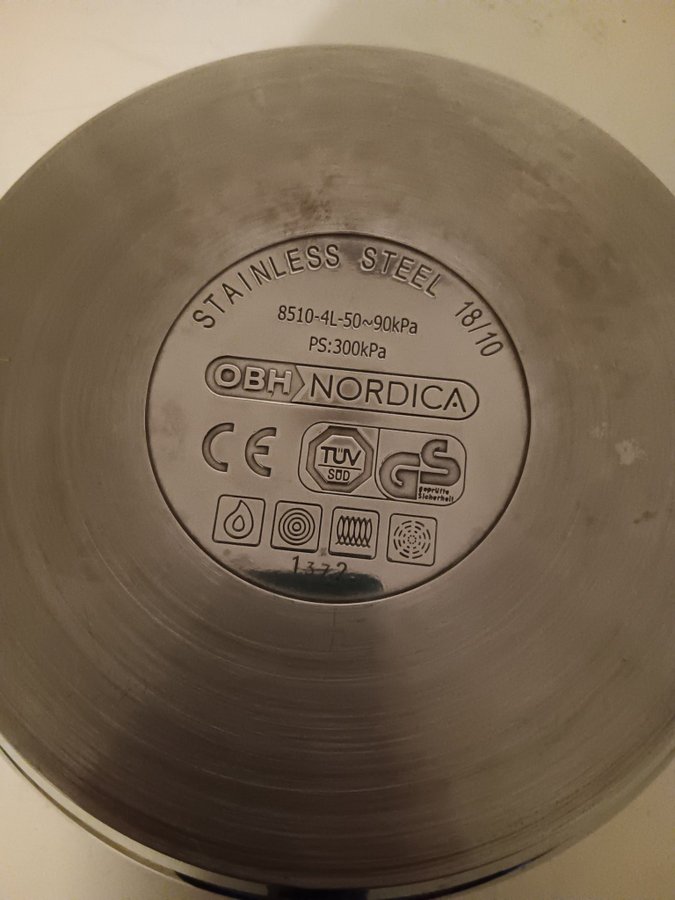 STAINLESS STEEL 18/10
8510-4L-50~90kPa
PS:300kPa
OBH NORDICA
CE
TÜV
SÜD
GS
geprüfte
Sicherheit
1372